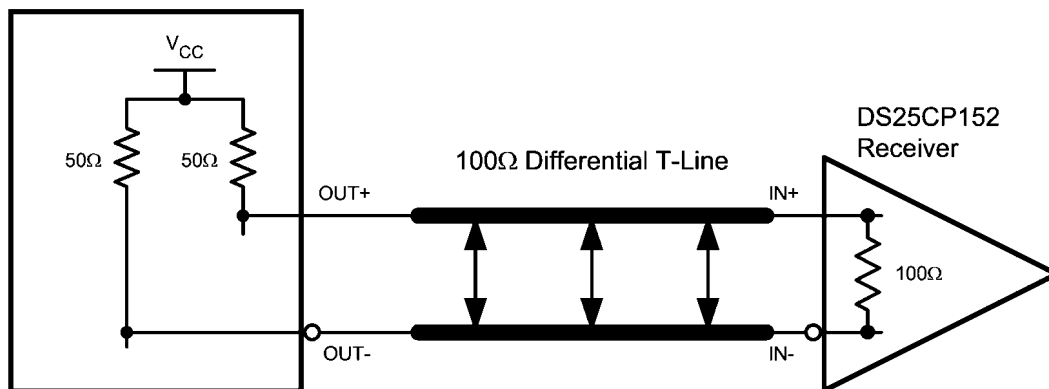 V_CC
50Ω
50Ω
OUT+
OUT-
100Ω Differential T-Line
IN+
IN-
DS25CP152
Receiver
100Ω